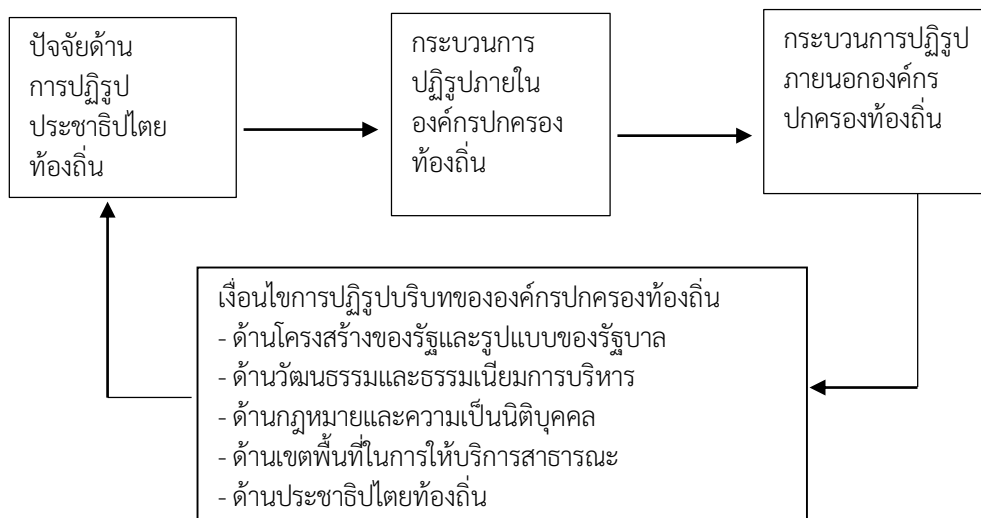 ปัจจัยด้าน
การปฏิรูป
ประชาธิปไตย
ท้องถิ่น
กระบวนการ
ปฏิรูปภายใน
องค์กรปกครอง
ท้องถิ่น
กระบวนการปฏิรูป
ภายนอกองค์กร
ปกครองท้องถิ่น
เงื่อนไขการปฏิรูปบริบทขององค์กรปกครองท้องถิ่น
- ด้านโครงสร้างของรัฐและรูปแบบของรัฐบาล
- ด้านวัฒนธรรมและธรรมเนียมการบริหาร
- ด้านกฎหมายและความเป็นนิติบุคคล
- ด้านเขตพื้นที่ในการให้บริการสาธารณะ
- ด้านประชาธิปไตยท้องถิ่น